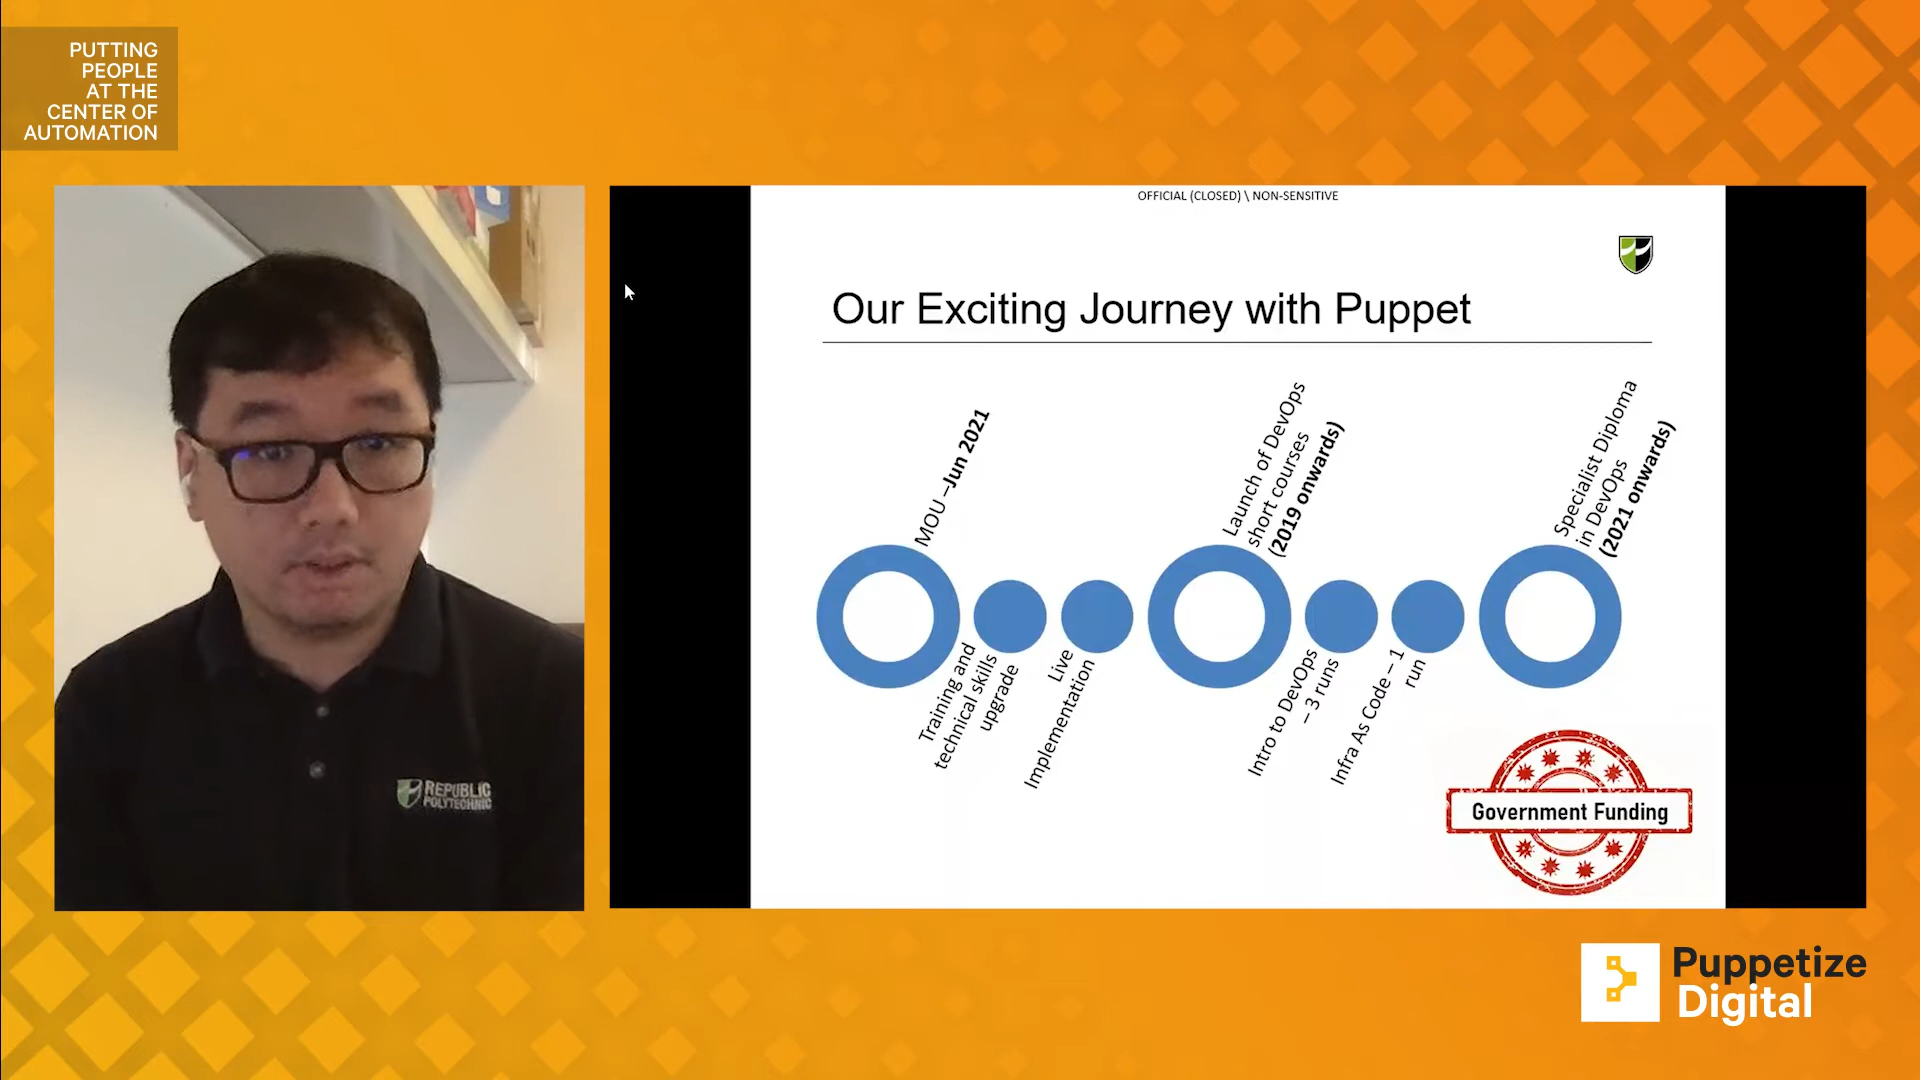 PUTTING
PEOPLE
AT THE
CENTER OF
AUTOMATION
REPUBLIC
POLYTECHNIC
OFFICIAL (CLOSED) \ NON-SENSITIVE
Our Exciting Journey with Puppet
MOU –Jun 2021
Training and
technical skills
upgrade
Live
Implementation
Launch of DevOps
short courses
(2019 onwards)
Intro to DevOps
– 3 runs
Infra As Code – 1
run
Specialist Diploma
in DevOps
(2021 onwards)
Government Funding
Puppetize
Digital